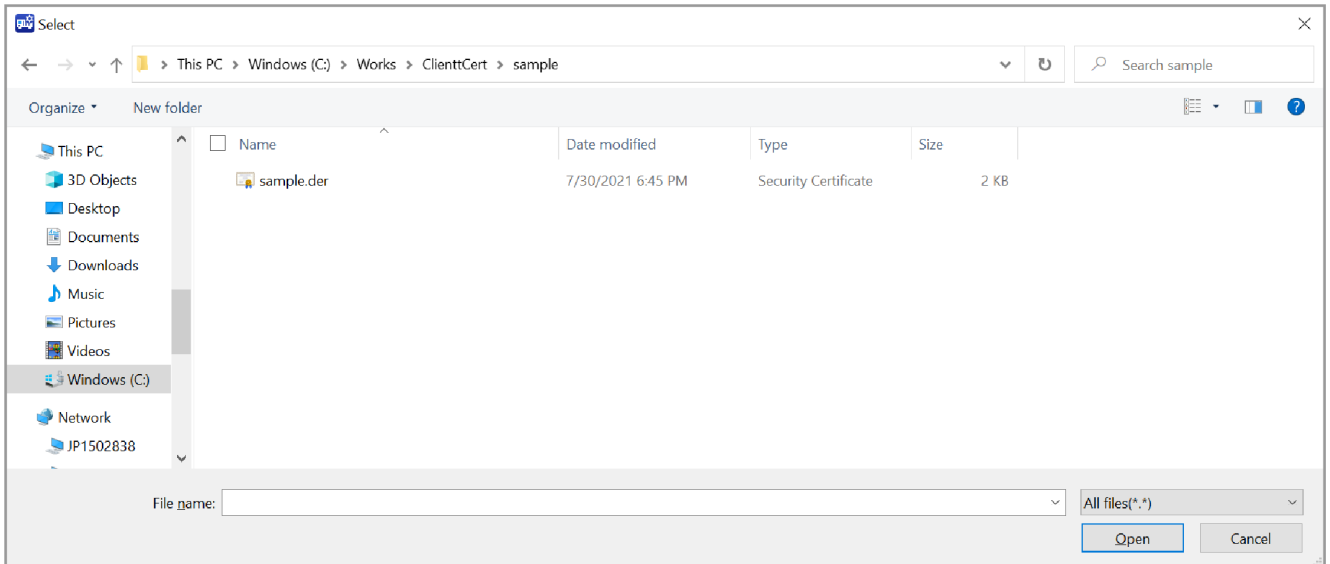 Select
This PC > Windows (C:) > Works > ClienttCert > sample
Search sample
Organize
New folder
Name
Date modified
Type
Size
sample.der
7/30/2021 6:45 PM
Security Certificate
2 KB
This PC
3D Objects
Desktop
Documents
Downloads
Music
Pictures
Videos
Windows (C:)
Network
JP1502838
File name:
All files(*.*)
Open
Cancel